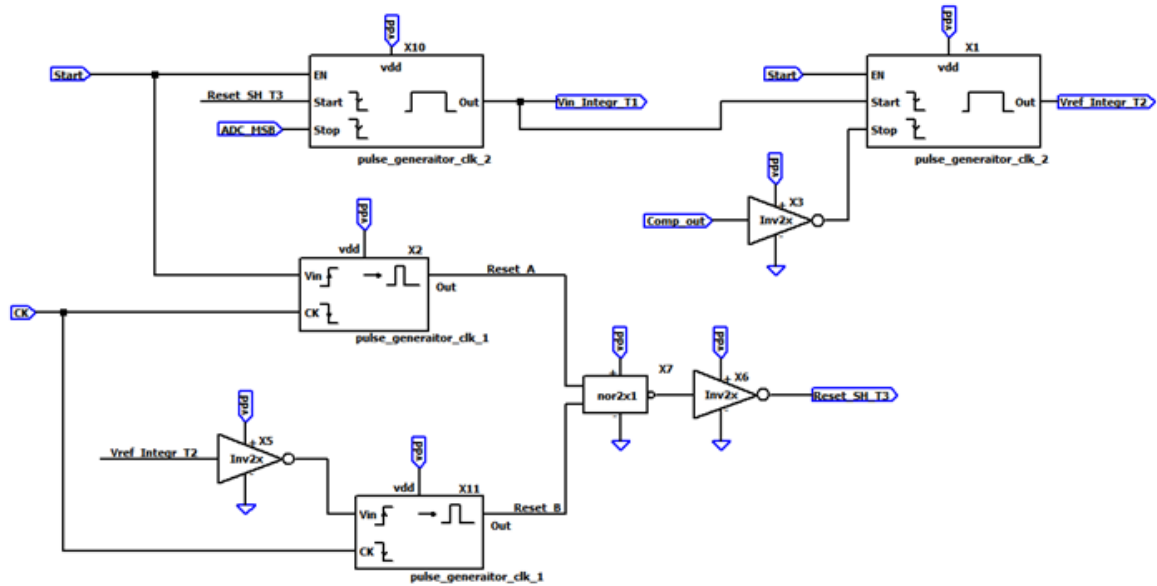 vdd
X10
vdd
Start
EN
Reset_SH_T3
Start
Out
Vin_Integr_T1
ADC_MSB
Stop
pulse_generaitor_clk_2
vdd
X1
vdd
Start
EN
Start
Out
Vref_Integr_T2
Stop
pulse_generaitor_clk_2
vdd
X3
+
Comp_out
Inv2x
-
vdd
vdd
X2
Vin
Reset_A
Out
CK
CK
pulse_generaitor_clk_1
vdd
+
X7
nor2x1
-
vdd
+
X6
Inv2x
-
Reset_SH_T3
vdd
+
X5
Vref_Integr_T2
Inv2x
-
vdd
vdd
X11
Vin
Reset_B
Out
CK
pulse_generaitor_clk_1